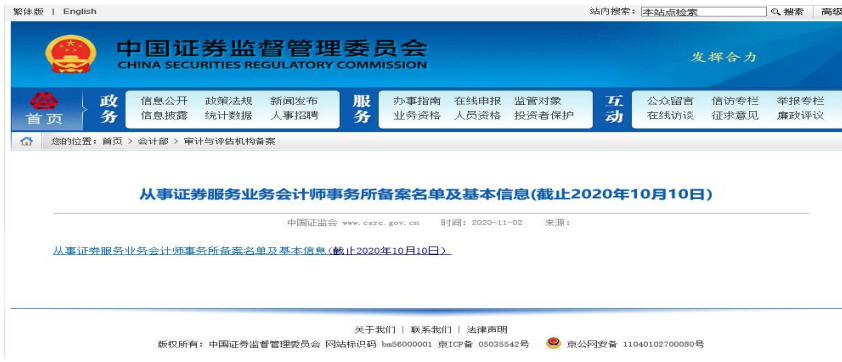 繁体版 | English 站内搜索: 本站点检索 搜索 高级
中国证券监督管理委员会
CHINA SECURITIES REGULATORY COMMISSION
发挥合力
首页 政务 信息公开 政策法规 新闻发布 服务 办事指南 在线申报 监管对象 互动 公众留言 信访专栏 举报专栏
信息披露 统计数据 人事招聘 业务资格 人员资格 投资者保护 在线访谈 征求意见 廉政评议
您的位置: 首页 > 会计部 > 审计与评估机构备案
从事证券服务业务会计师事务所备案名单及基本信息(截止2020年10月10日)
中国证监会 www.csrc.gov.cn 时间: 2020-11-02 来源:
从事证券服务业务会计师事务所备案名单及基本信息(截止2020年10月10日)
关于我们 | 联系我们 | 法律声明
版权所有: 中国证券监督管理委员会 网站标识码 bm56000001 京ICP备 05035542号 京公网安备 11040102700080号